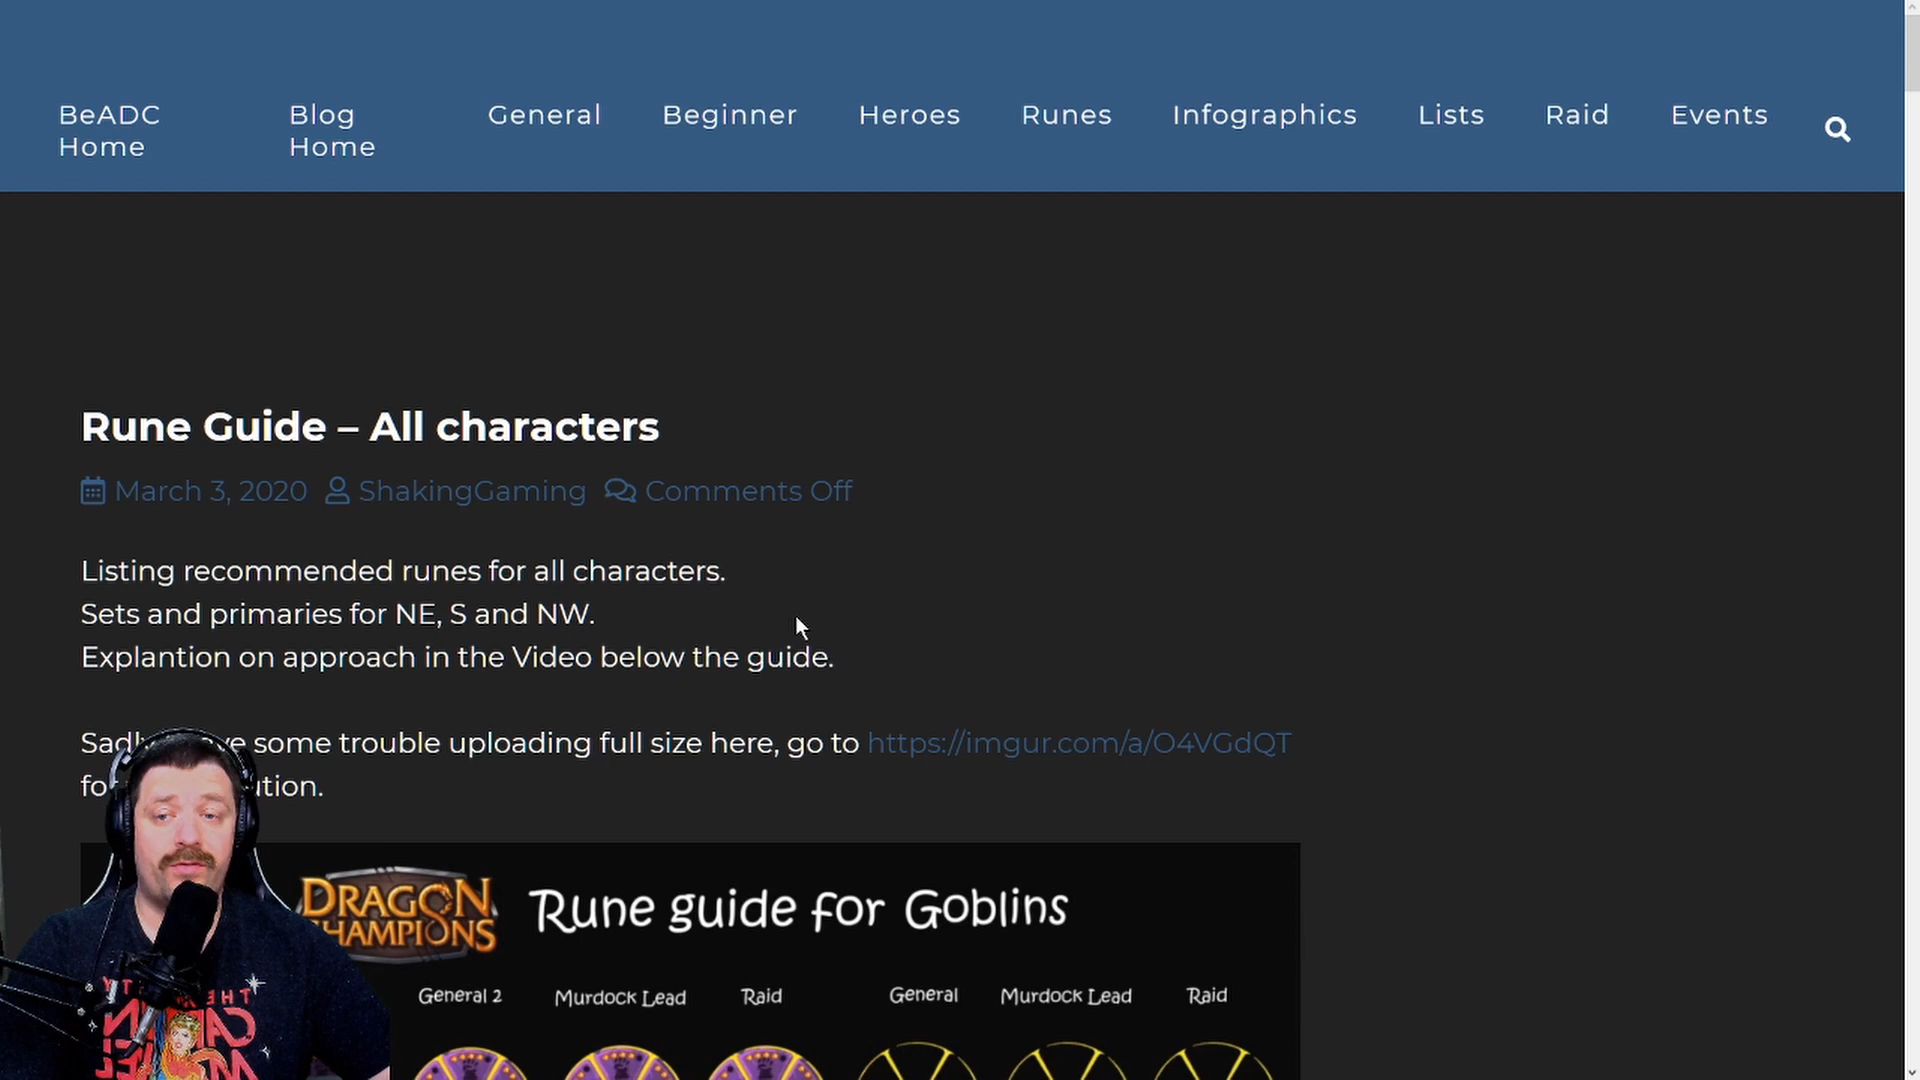 BeADC Home
Blog Home
General
Beginner
Heroes
Runes
Infographics
Lists
Raid
Events
Rune Guide – All characters
March 3, 2020 ShakingGaming Comments Off
Listing recommended runes for all characters.
Sets and primaries for NE, S and NW.
Explantion on approach in the Video below the guide.
some trouble uploading full size here, go to https://imgur.com/a/O4VGdQT
DRAGON
CHAMPIONS
Rune guide for Goblins
General 2 Murdock Lead Raid General Murdock Lead Raid